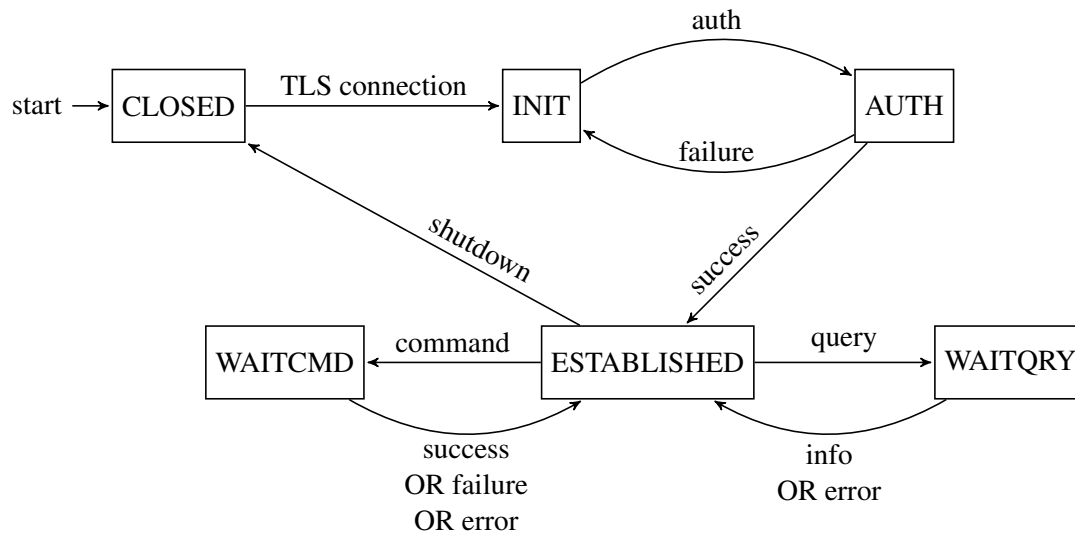 auth
start
CLOSED
TLS connection
INIT
AUTH
failure
shutdown
success
WAITCMD
command
ESTABLISHED
query
WAITQRY
success
OR failure
OR error
info
OR error